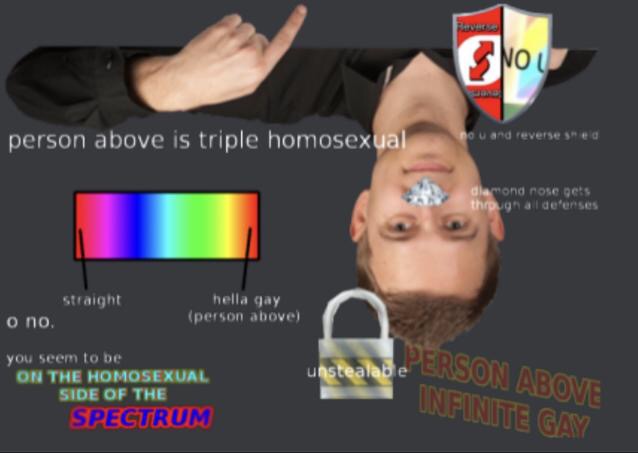 Reverse
NO U
Reverse
no u and reverse shield
person above is triple homosexual
diamond nose gets
through all defenses
straight
hella gay
(person above)
o no.
you seem to be
ON THE HOMOSEXUAL
SIDE OF THE
SPECTRUM
unstealable
PERSON ABOVE
INFINITE GAY